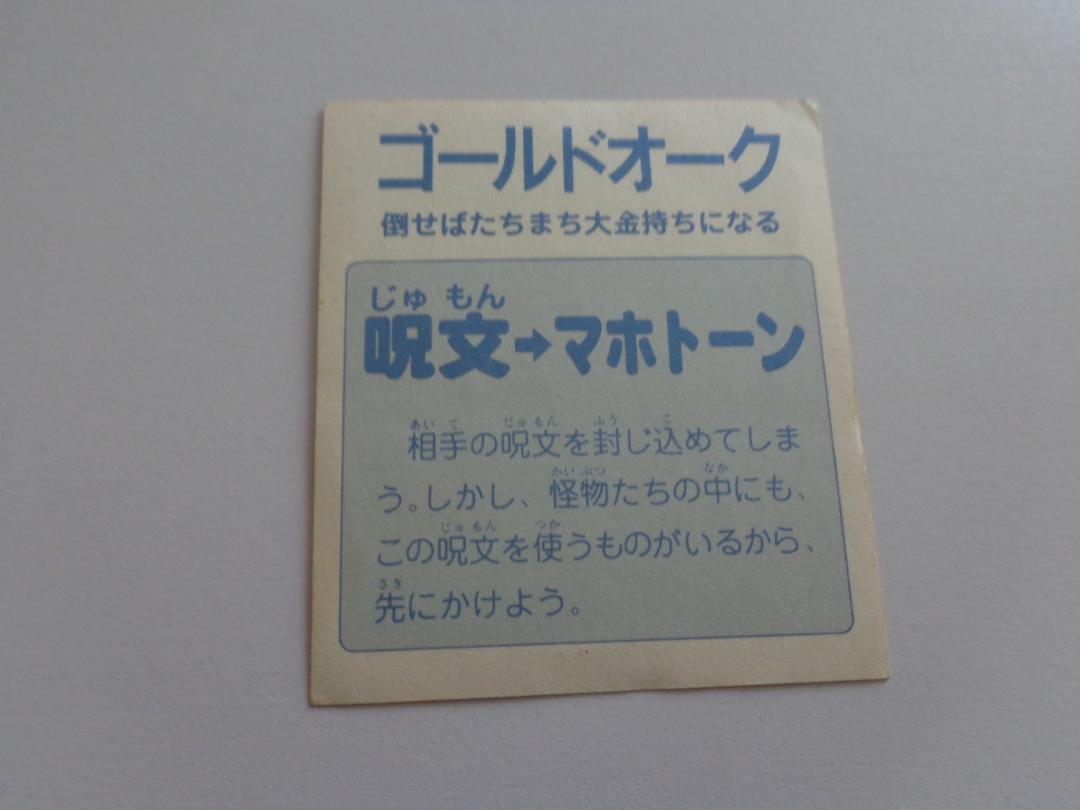 ゴールドオーク
倒せばたちまち大金持ちになる
じゅ もん
呪文→マホトーン
あい て じゅ もん ふう こ
相手の呪文を封じ込めてしま
かい ぶつ なか
う。しかし、怪物たちの中にも、
じゅ もん つか
この呪文を使うものがいるから、
さき
先にかけよう。